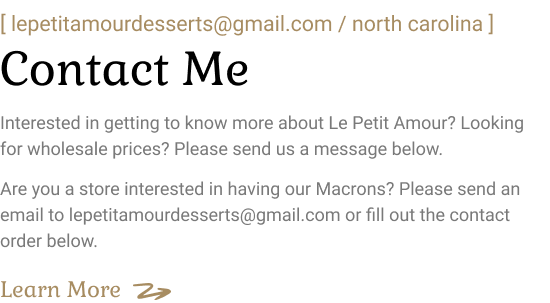 [ lepetitamourdesserts@gmail.com / north carolina ]
Contact Me
Interested in getting to know more about Le Petit Amour? Looking
for wholesale prices? Please send us a message below.
Are you a store interested in having our Macrons? Please send an
email to lepetitamourdesserts@gmail.com or fill out the contact
order below.
Learn More